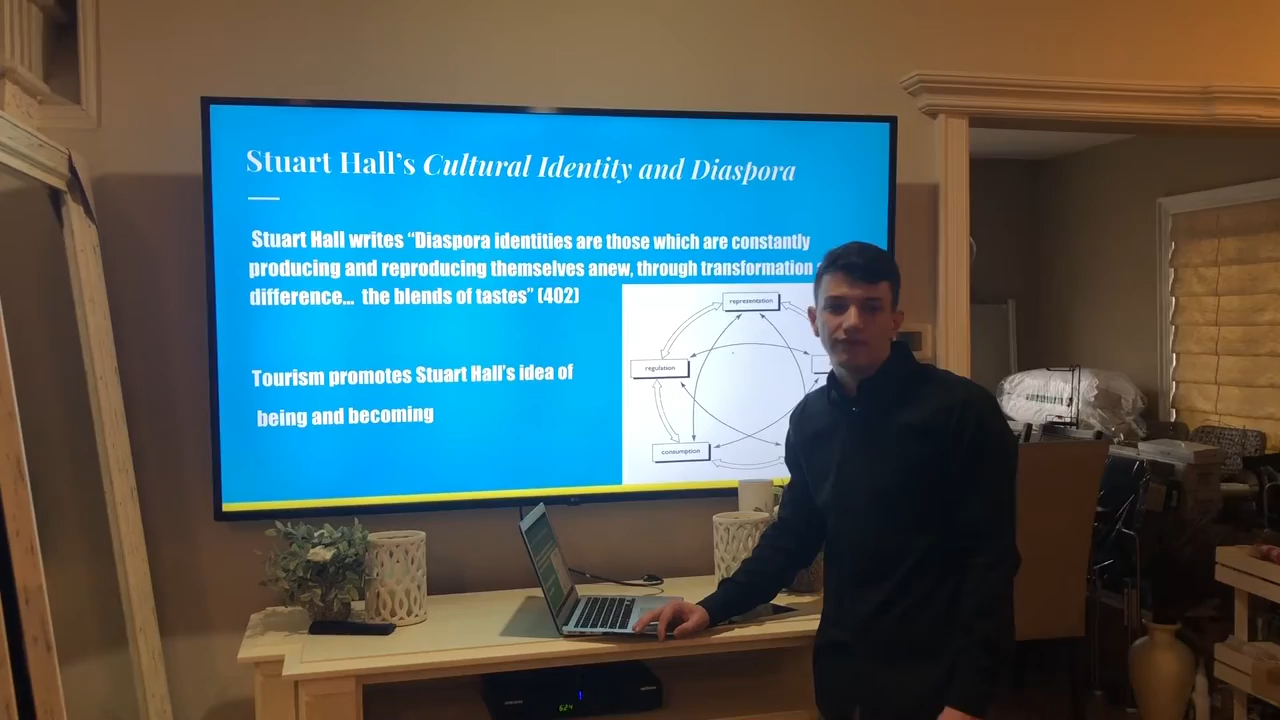 Stuart Hall's Cultural Identity and Diaspora
Stuart Hall writes “Diaspora identities are those which are constantly
producing and reproducing themselves anew, through transformation
difference... the blends of tastes” (402)
representation
regulation
Tourism promotes Stuart Hall's idea of
being and becoming
consumption
624